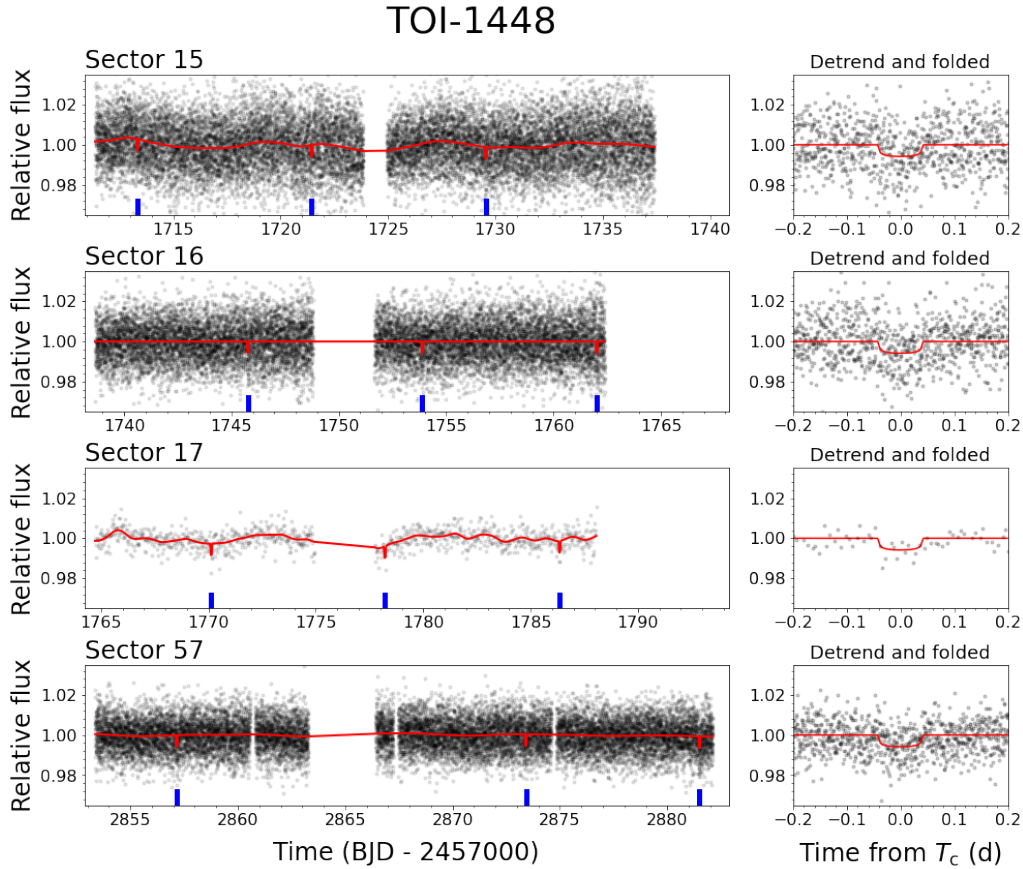 TOI-1448
Sector 15
Detrend and folded
Relative flux
1.02
1.00
0.98
1715 1720 1725 1730 1735 1740
−0.2 −0.1 0.0 0.1 0.2
Sector 16
Detrend and folded
Relative flux
1.02
1.00
0.98
1740 1745 1750 1755 1760 1765
−0.2 −0.1 0.0 0.1 0.2
Sector 17
Detrend and folded
Relative flux
1.02
1.00
0.98
1765 1770 1775 1780 1785 1790
−0.2 −0.1 0.0 0.1 0.2
Sector 57
Detrend and folded
Relative flux
1.02
1.00
0.98
2855 2860 2865 2870 2875 2880
−0.2 −0.1 0.0 0.1 0.2
Time (BJD - 2457000)
Time from Tc (d)